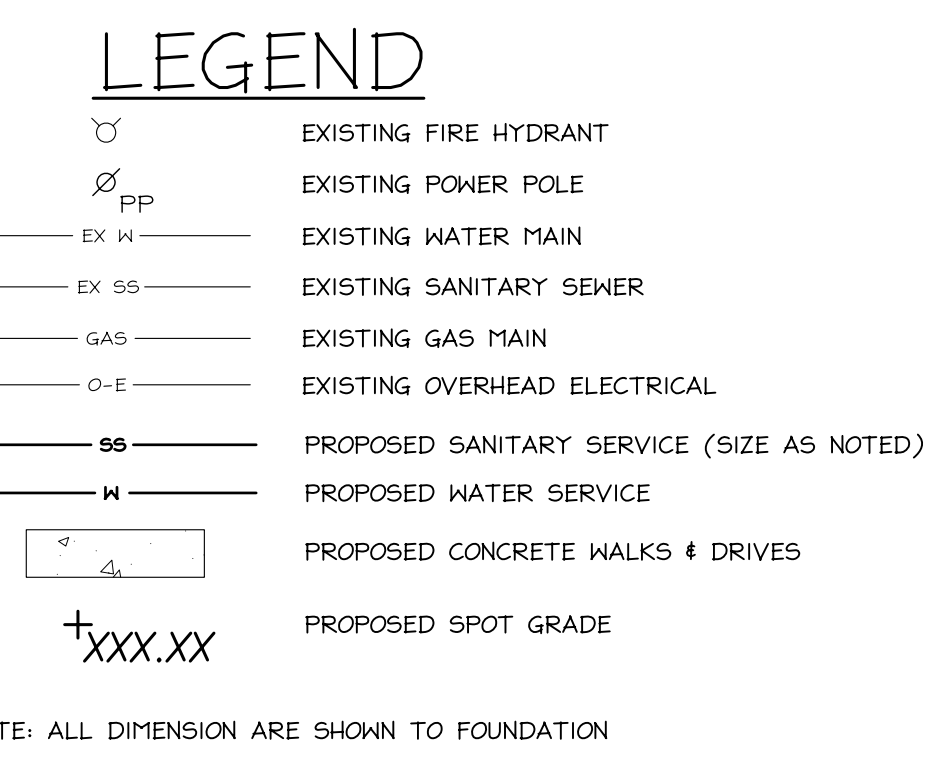 LEGEND
EXISTING FIRE HYDRANT
PP EXISTING POWER POLE
EX W EXISTING WATER MAIN
EX SS EXISTING SANITARY SEWER
GAS EXISTING GAS MAIN
O-E EXISTING OVERHEAD ELECTRICAL
SS PROPOSED SANITARY SERVICE (SIZE AS NOTED)
W PROPOSED WATER SERVICE
PROPOSED CONCRETE WALKS & DRIVES
XXX.XX PROPOSED SPOT GRADE
TE: ALL DIMENSION ARE SHOWN TO FOUNDATION